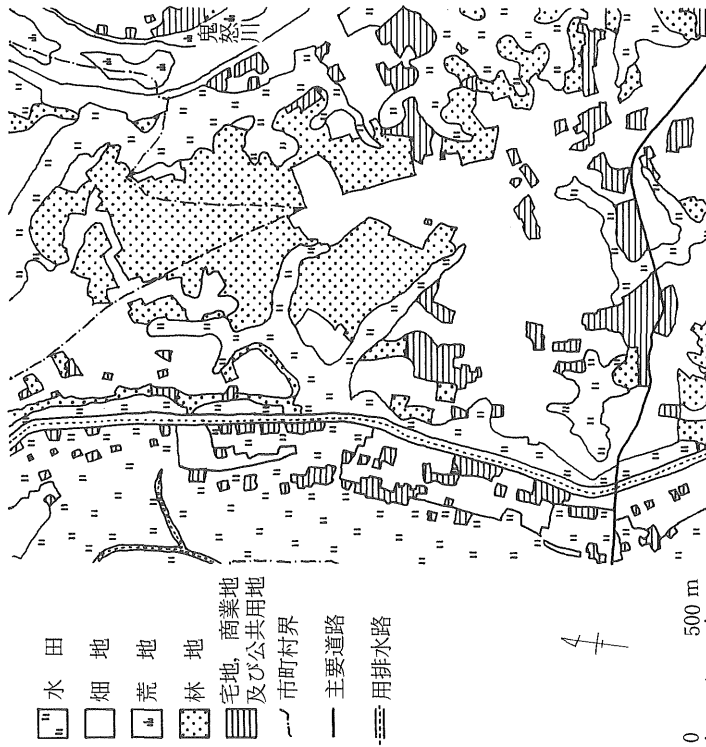 鬼怒川
水 田
畑 地
荒 地
林 地
宅地, 商業地
及び公共用地
市町村界
主要道路
用排水路
0 500 m